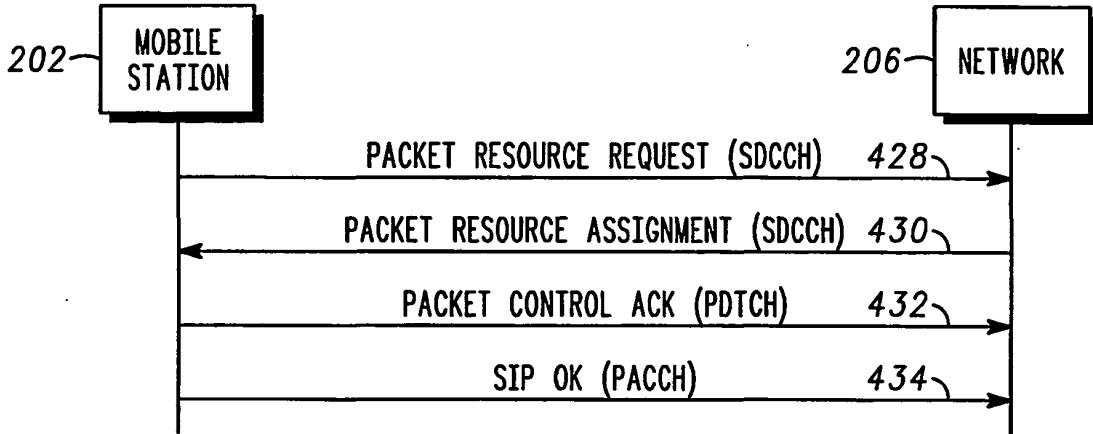 202
MOBILE
STATION
206
NETWORK
PACKET RESOURCE REQUEST (SDCCH) 428
PACKET RESOURCE ASSIGNMENT (SDCCH) 430
PACKET CONTROL ACK (PDTCH) 432
SIP OK (PACCH) 434